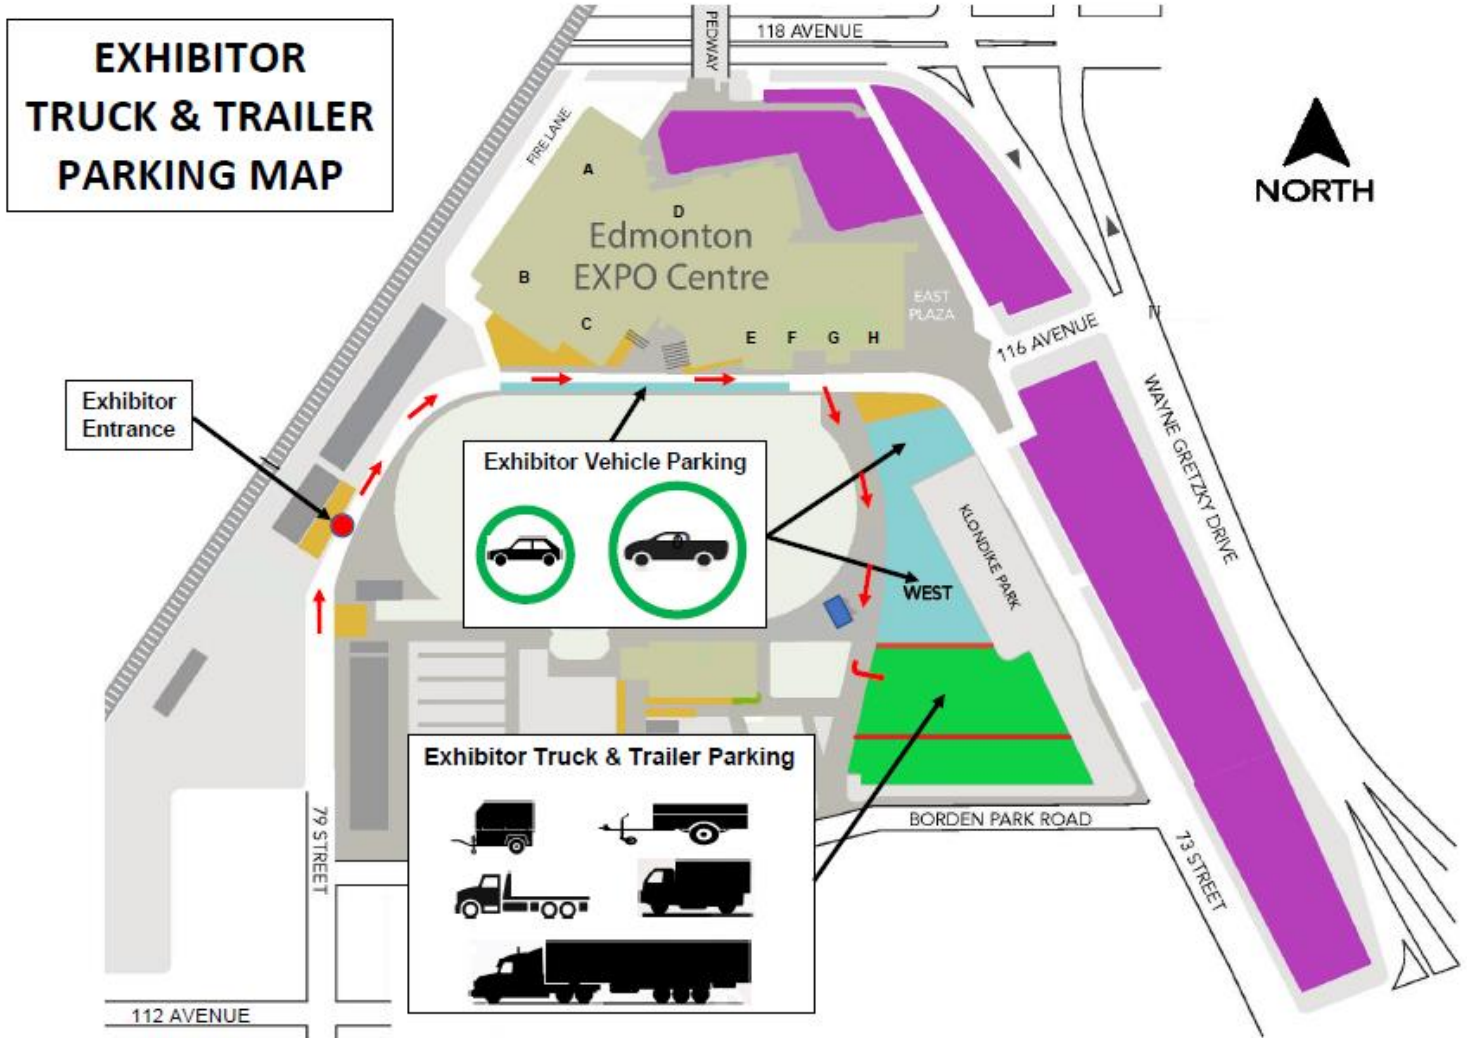 EXHIBITOR
TRUCK & TRAILER
PARKING MAP
PEDWAY
118 AVENUE
FIRE LANE
NORTH
A
D
Edmonton
EXPO Centre
B
C
E F G H
EAST
PLAZA
116 AVENUE
WAYNE GRETZKY DRIVE
Exhibitor
Entrance
Exhibitor Vehicle Parking
KLONDIKE PARK
WEST
Exhibitor Truck & Trailer Parking
79 STREET
BORDEN PARK ROAD
73 STREET
112 AVENUE